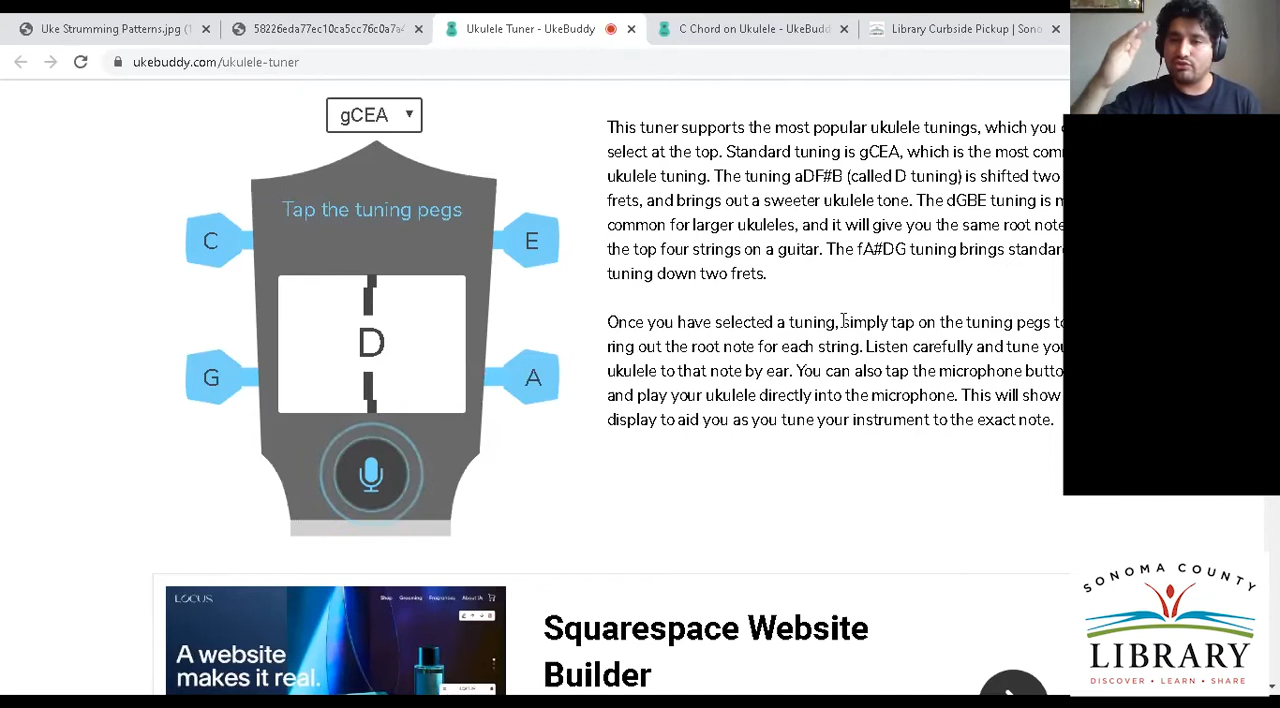 Uke Strumming Patterns.jpg (1
58226eda77ec10ca5cc76c0a7a4
Ukulele Tuner - UkeBuddy
C Chord on Ukulele - UkeBudd
Library Curbside Pickup | Sono
ukebuddy.com/ukulele-tuner
gCEA
Tap the tuning pegs
C
E
D
G
A
This tuner supports the most popular ukulele tunings, which you
select at the top. Standard tuning is gCEA, which is the most com
ukulele tuning. The tuning aDF#B (called D tuning) is shifted two
frets, and brings out a sweeter ukulele tone. The dGBE tuning is
common for larger ukuleles, and it will give you the same root note
the top four strings on a guitar. The fA#DG tuning brings standar
tuning down two frets.
Once you have selected a tuning, simply tap on the tuning pegs to
ring out the root note for each string. Listen carefully and tune you
ukulele to that note by ear. You can also tap the microphone butto
and play your ukulele directly into the microphone. This will show
display to aid you as you tune your instrument to the exact note.
LOCUS
Shop Grooming Fragrances About Us
A website
makes it real.
Squarespace Website
Builder
SONOMA COUNTY
LIBRARY
DISCOVER • LEARN • SHARE